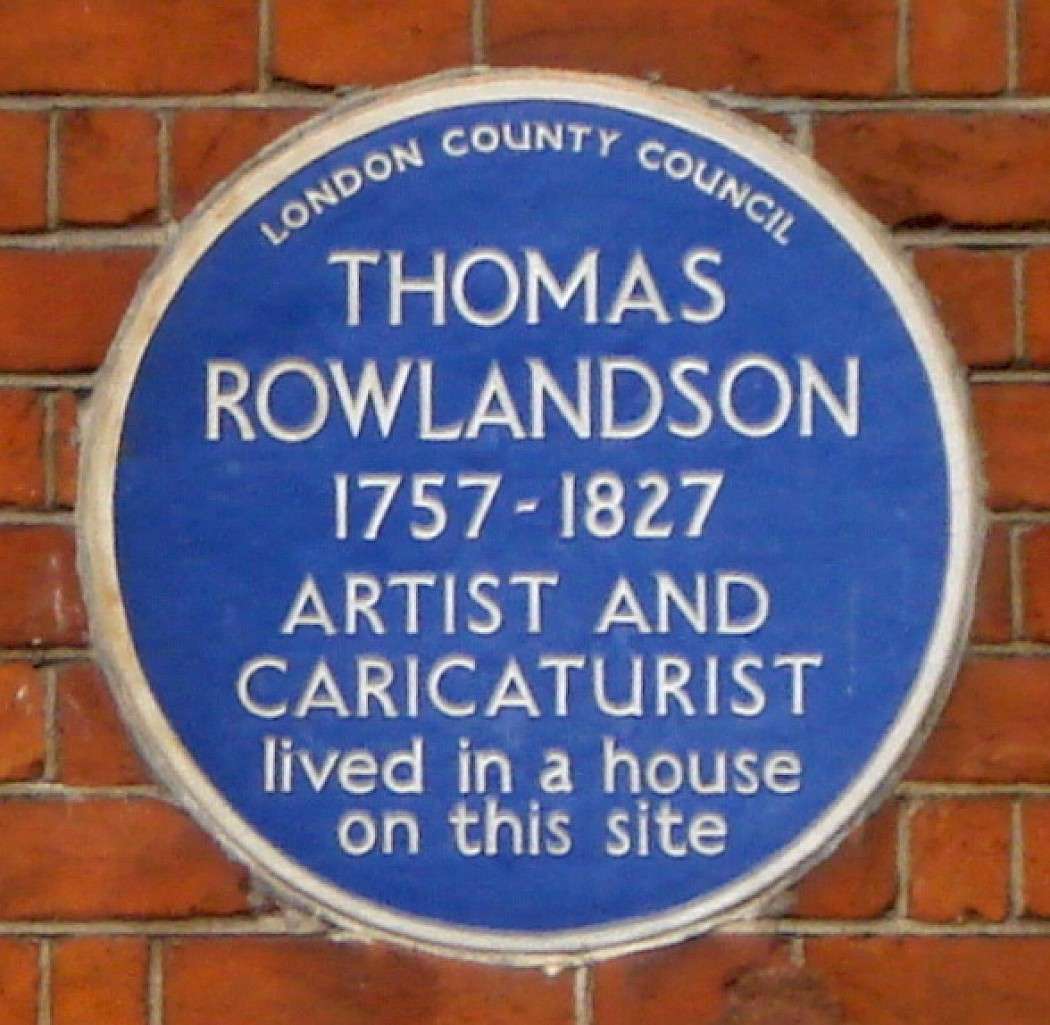 LONDON COUNTY COUNCIL
THOMAS
ROWLANDSON
1757-1827
ARTIST AND
CARICATURIST
lived in a house
on this site